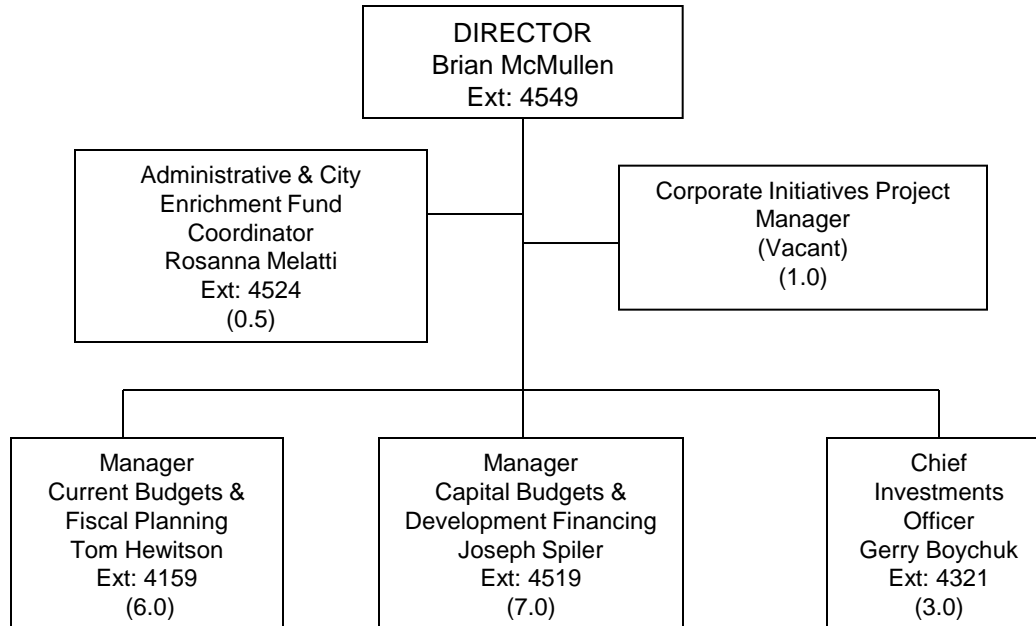 DIRECTOR
Brian McMullen
Ext: 4549
Administrative & City
Enrichment Fund
Coordinator
Rosanna Melatti
Ext: 4524
(0.5)
Corporate Initiatives Project
Manager
(Vacant)
(1.0)
Manager
Current Budgets &
Fiscal Planning
Tom Hewitson
Ext: 4159
(6.0)
Manager
Capital Budgets &
Development Financing
Joseph Spiler
Ext: 4519
(7.0)
Chief
Investments
Officer
Gerry Boychuk
Ext: 4321
(3.0)